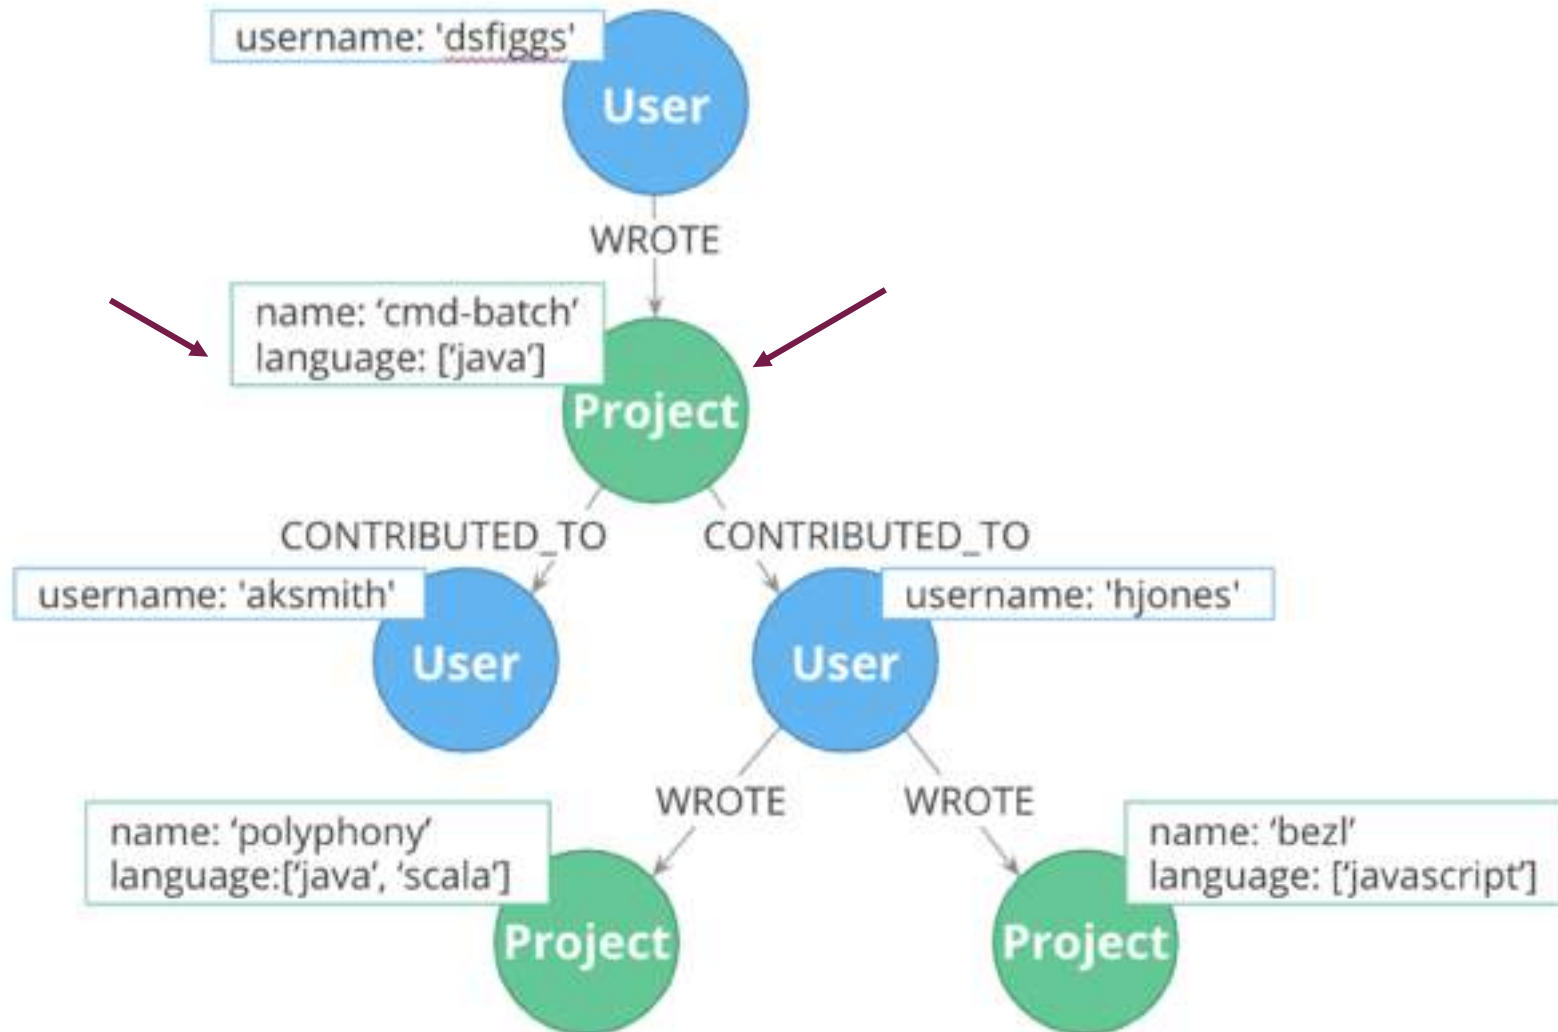 username: 'dsfiggs'
User
WROTE
name: ‘cmd-batch’
language: [‘java’]
Project
CONTRIBUTED_TO
CONTRIBUTED_TO
username: 'aksmith'
username: 'hjones'
User
User
WROTE
WROTE
name: ‘polyphony’
language:[‘java’, ‘scala’]
name: ‘bezl’
language: [‘javascript’]
Project
Project